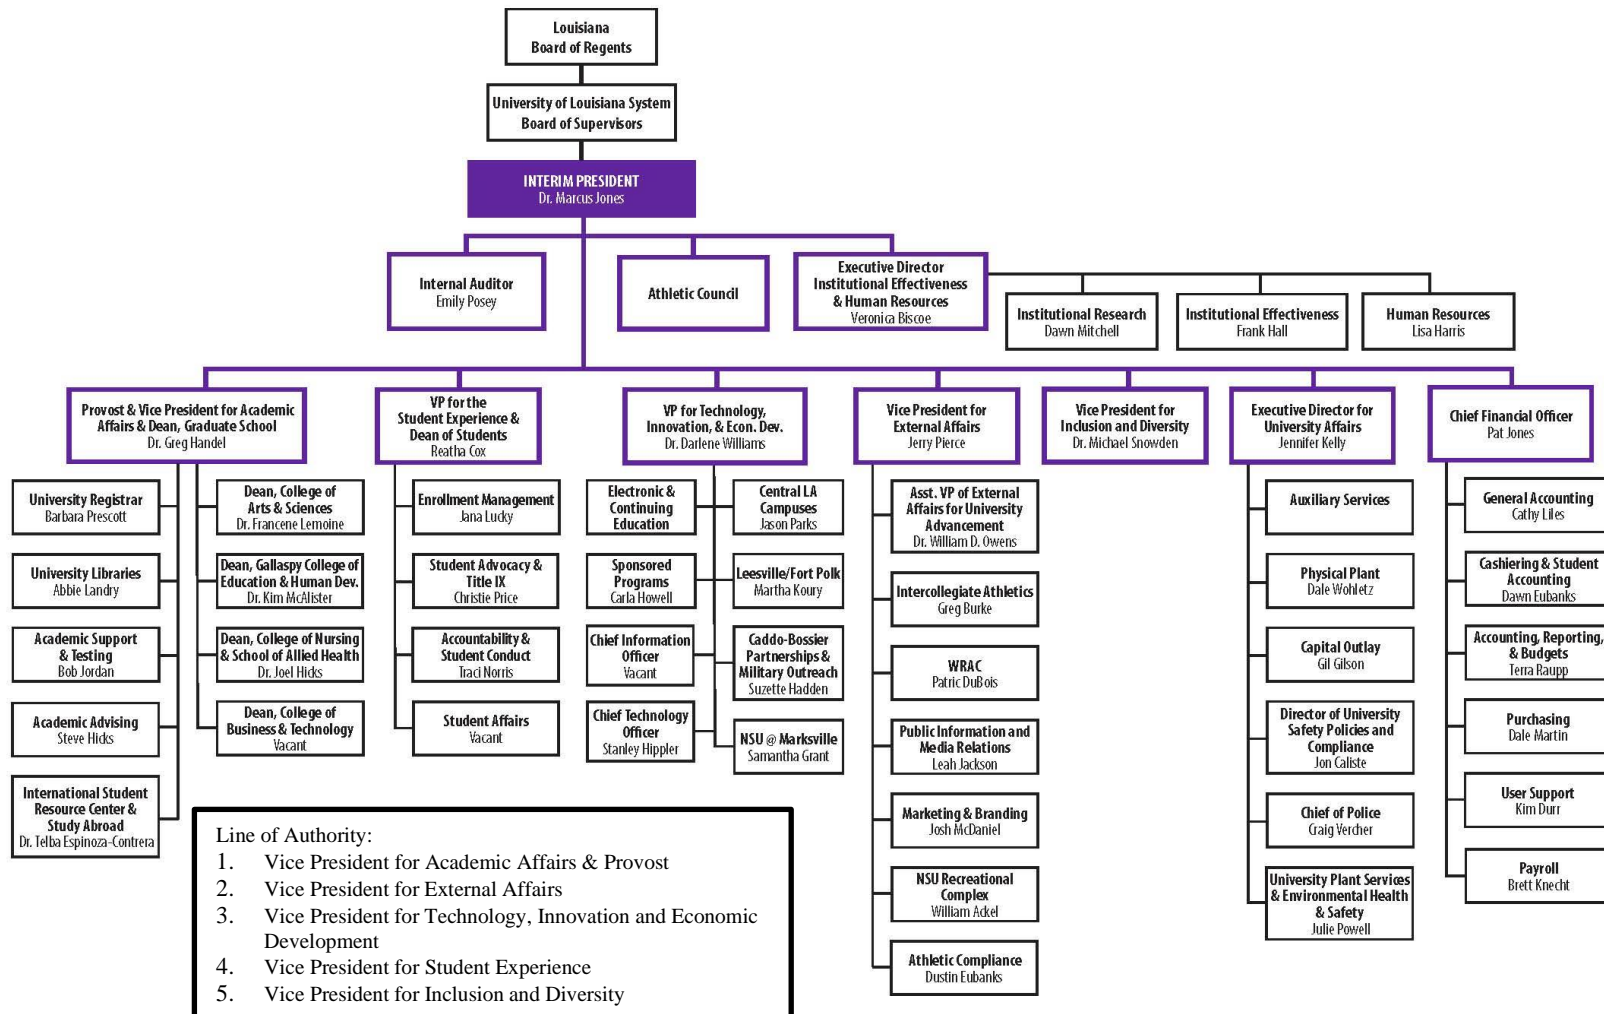 Louisiana
Board of Regents
University of Louisiana System
Board of Supervisors
INTERIM PRESIDENT
Dr. Marcus Jones
Internal Auditor
Emily Posey
Athletic Council
Executive Director
Institutional Effectiveness
& Human Resources
Veronica Biscoe
Institutional Research
Dawn Mitchell
Institutional Effectiveness
Frank Hall
Human Resources
Lisa Harris
Provost & Vice President for Academic
Affairs & Dean, Graduate School
Dr. Greg Handel
VP for the
Student Experience &
Dean of Students
Reatha Cox
VP for Technology,
Innovation, & Econ. Dev.
Dr. Darlene Williams
Vice President for
External Affairs
Jerry Pierce
Vice President for
Inclusion and Diversity
Dr. Michael Snowden
Executive Director for
University Affairs
Jennifer Kelly
Chief Financial Officer
Pat Jones
University Registrar
Barbara Prescott
University Libraries
Abbie Landry
Academic Support
& Testing
Bob Jordan
Academic Advising
Steve Hicks
International Student
Resource Center &
Study Abroad
Dr. Telba Espinoza-Contrera
Dean, College of
Arts & Sciences
Dr. Francene Lemoine
Dean, Gallaspy College of
Education & Human Dev.
Dr. Kim McAlister
Dean, College of Nursing
& School of Allied Health
Dr. Joel Hicks
Dean, College of
Business & Technology
Vacant
Enrollment Management
Jana Lucky
Student Advocacy &
Title IX
Christie Price
Accountability &
Student Conduct
Traci Norris
Student Affairs
Vacant
Electronic &
Continuing
Education
Sponsored
Programs
Carla Howell
Chief Information
Officer
Vacant
Chief Technology
Officer
Stanley Hippler
Central LA
Campuses
Jason Parks
Leesville/Fort Polk
Martha Koury
Caddo-Bossier
Partnerships &
Military Outreach
Suzette Hadden
NSU @ Marksville
Samantha Grant
Asst. VP of External
Affairs for University
Advancement
Dr. William D. Owens
Intercollegiate Athletics
Greg Burke
WRAC
Patric DuBois
Public Information and
Media Relations
Leah Jackson
Marketing & Branding
Josh McDaniel
NSU Recreational
Complex
William Ackel
Athletic Compliance
Dustin Eubanks
Auxiliary Services
Physical Plant
Dale Wohletz
Capital Outlay
Gil Gilson
Director of University
Safety Policies and
Compliance
Jon Caliste
Chief of Police
Craig Vercher
University Plant Services
& Environmental Health
& Safety
Julie Powell
General Accounting
Cathy Liles
Cashiering & Student
Accounting
Dawn Eubanks
Accounting, Reporting,
& Budgets
Terra Raupp
Purchasing
Dale Martin
User Support
Kim Durr
Payroll
Brett Knecht
Line of Authority:
1. Vice President for Academic Affairs & Provost
2. Vice President for External Affairs
3. Vice President for Technology, Innovation and Economic
Development
4. Vice President for Student Experience
5. Vice President for Inclusion and Diversity